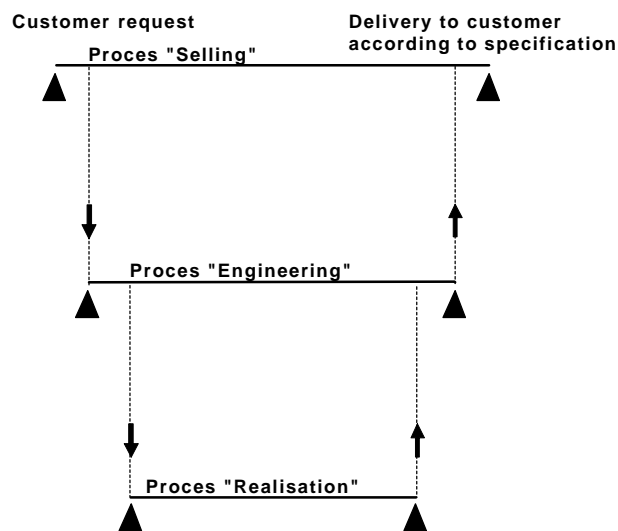 Customer request
Delivery to customer
according to specification
Proces "Selling"
Proces "Engineering"
Proces "Realisation"